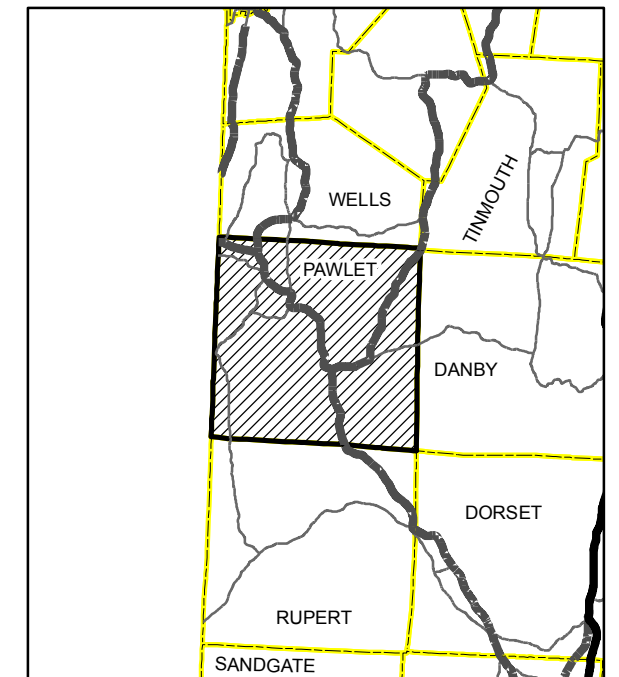 WELLS
TINMOUTH
PAWLET
DANBY
DORSET
RUPERT
SANDGATE